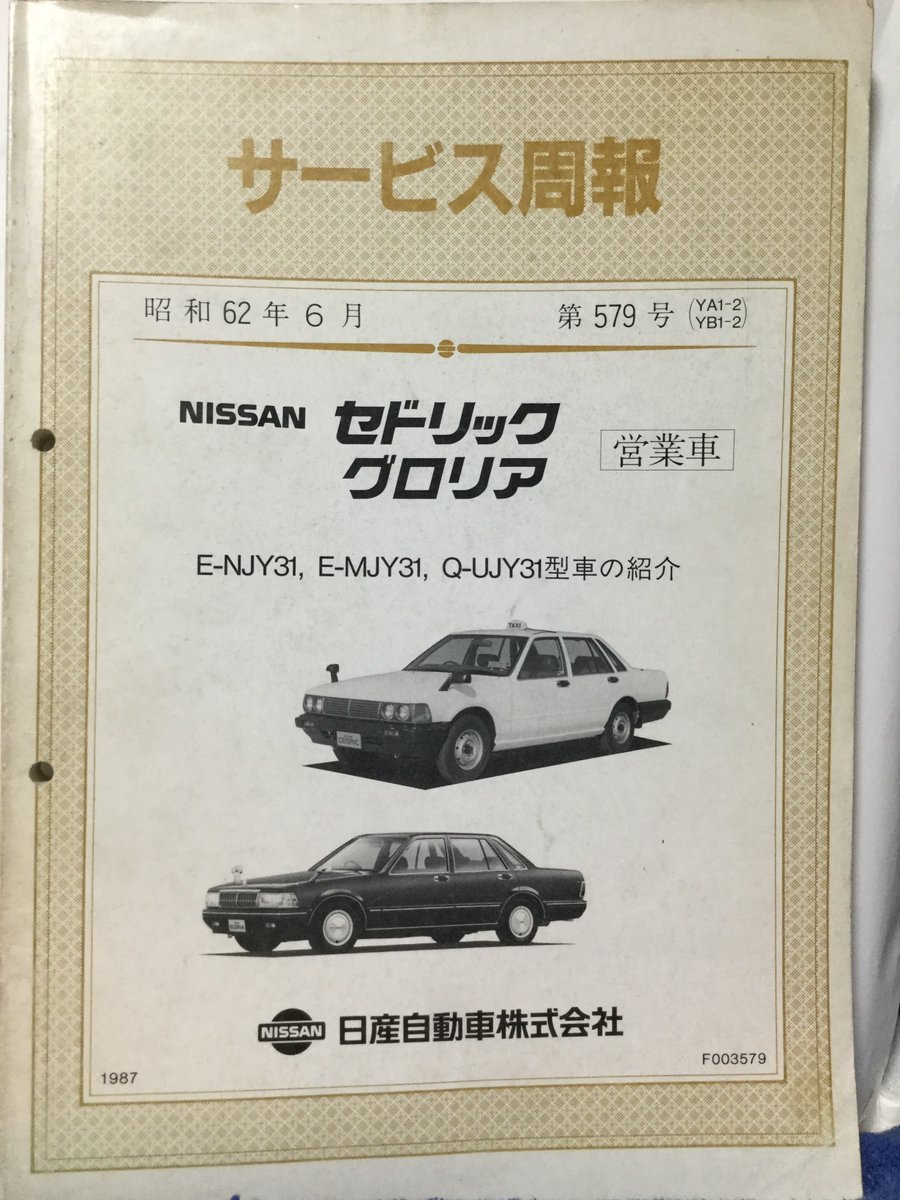 サービス周報
昭和62年6月 第579号 (YA1-2 YB1-2)
NISSAN セドリック
グロリア
営業車
E-NJY31, E-MJY31, Q-UJY31型車の紹介
TAXI
CEDRIC
NISSAN 日産自動車株式会社
1987
F003579